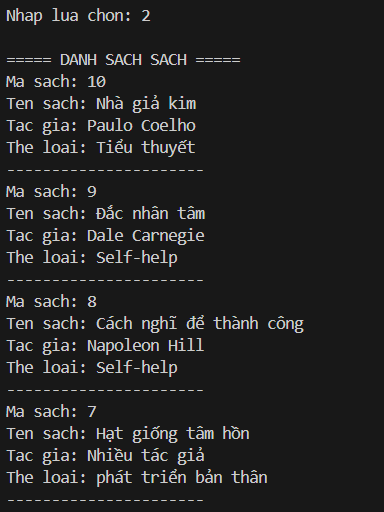 Nhap lua chon: 2
===== DANH SACH SACH =====
Ma sach: 10
Ten sach: Nhà giả kim
Tac gia: Paulo Coelho
The loai: Tiểu thuyết
----------------------
Ma sach: 9
Ten sach: Đắc nhân tâm
Tac gia: Dale Carnegie
The loai: Self-help
----------------------
Ma sach: 8
Ten sach: Cách nghĩ để thành công
Tac gia: Napoleon Hill
The loai: Self-help
----------------------
Ma sach: 7
Ten sach: Hạt giống tâm hồn
Tac gia: Nhiều tác giả
The loai: phát triển bản thân
----------------------